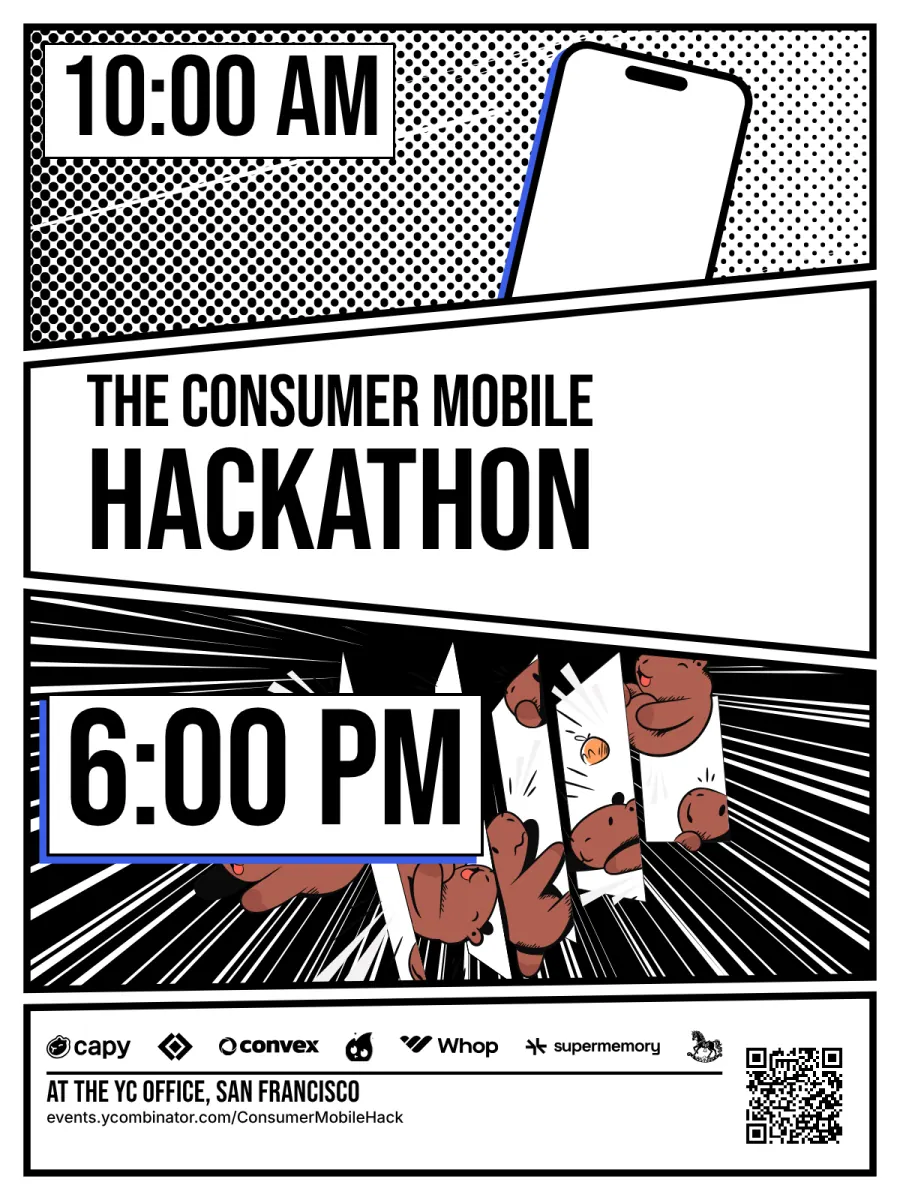 10:00 AM
THE CONSUMER MOBILE
HACKATHON
6:00 PM
capy
convex
Whop
supermemory
AT THE YC OFFICE, SAN FRANCISCO
events.ycombinator.com/ConsumerMobileHack